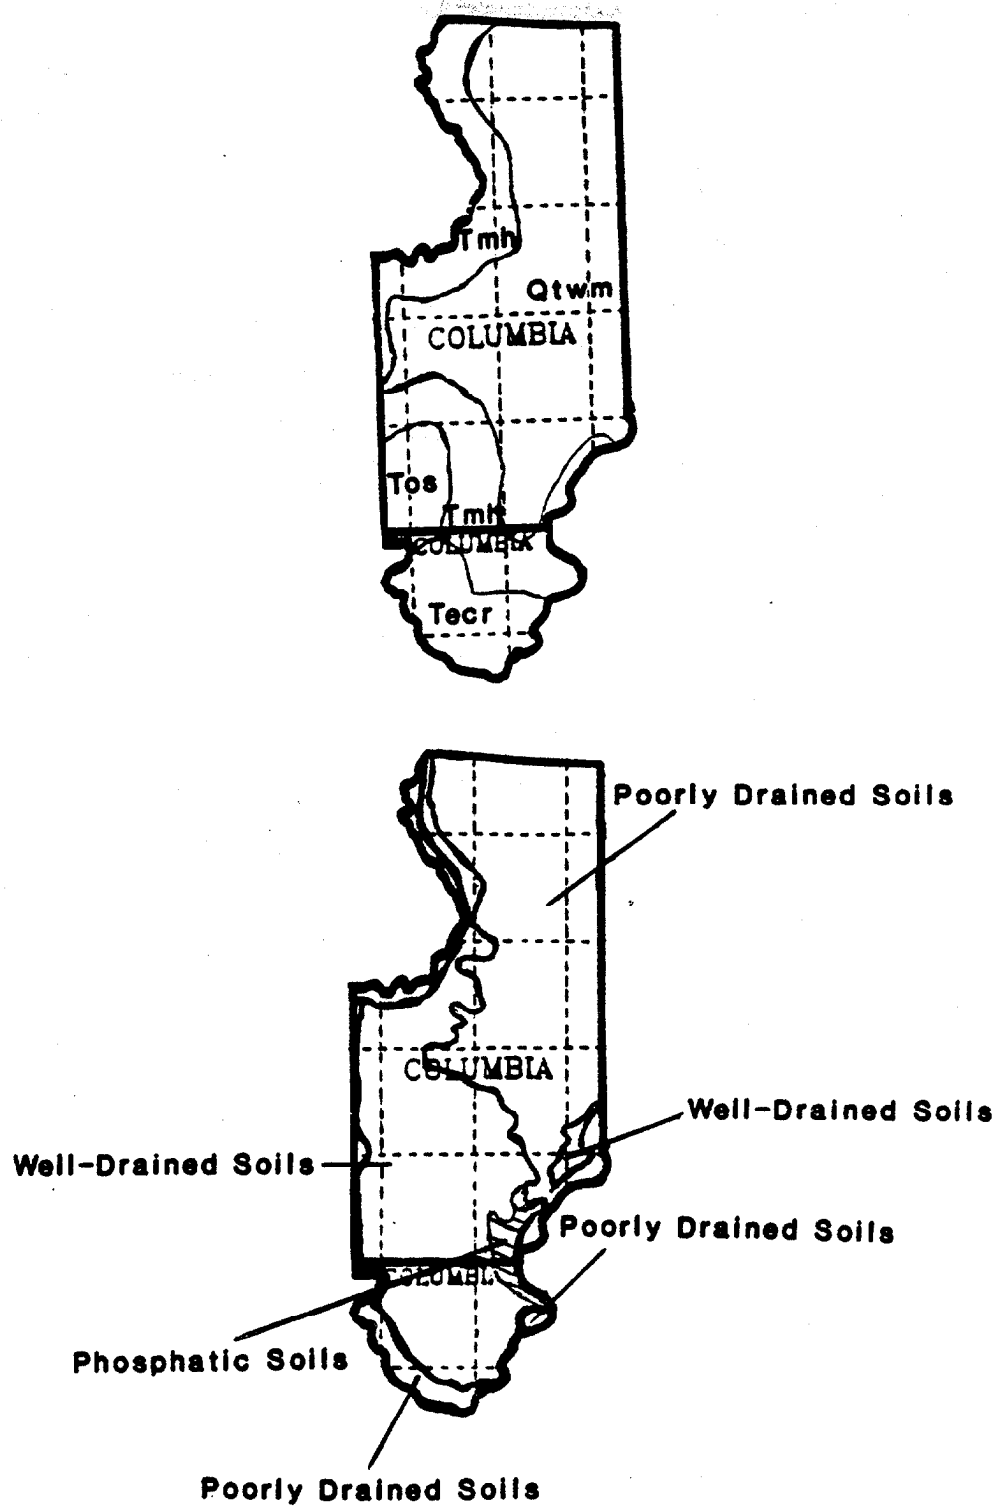 Tmh
Qtwm
COLUMBIA
Tos
Tmh
COLUMBIA
Tecr
Poorly Drained Soils
COLUMBIA
Well-Drained Soils
Well-Drained Soils
Poorly Drained Soils
Phosphatic Soils
Poorly Drained Soils